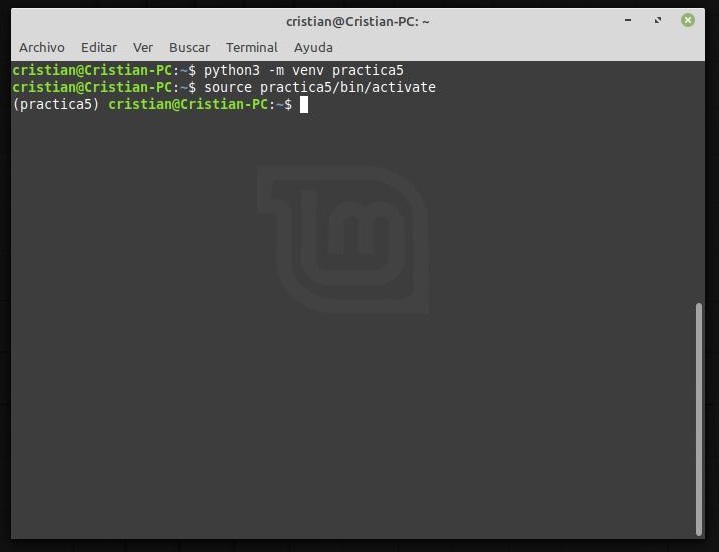 cristian@Cristian-PC: ~
Archivo Editar Ver Buscar Terminal Ayuda
cristian@Cristian-PC:~$ python3 -m venv practica5
cristian@Cristian-PC:~$ source practica5/bin/activate
(practica5) cristian@Cristian-PC:~$